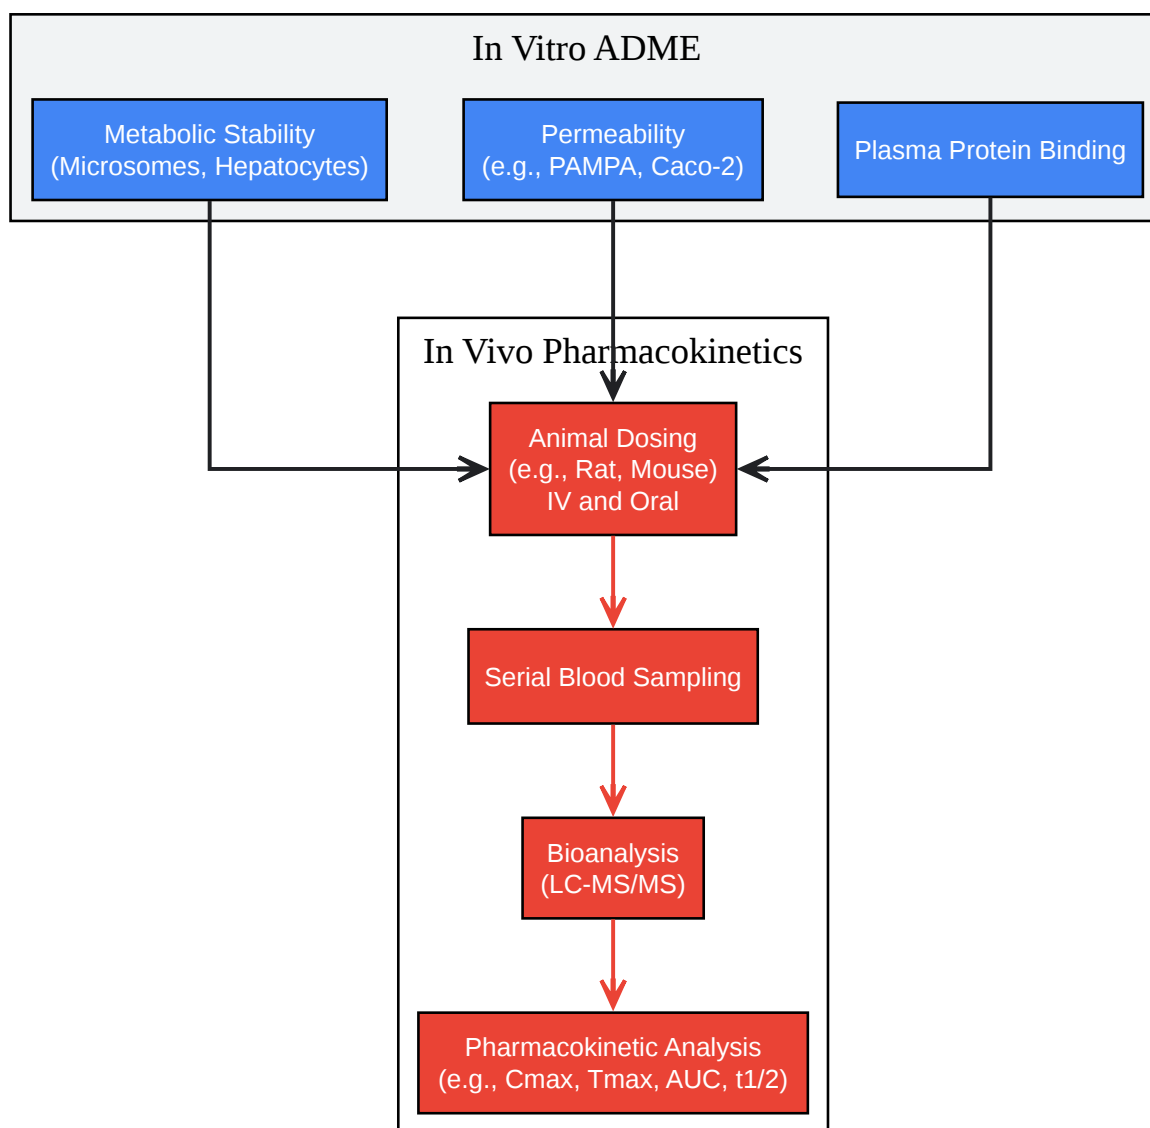 In Vitro ADME
Metabolic Stability
(Microsomes, Hepatocytes)
Permeability
(e.g., PAMPA, Caco-2)
Plasma Protein Binding
In Vivo Pharmacokinetics
Animal Dosing
(e.g., Rat, Mouse)
IV and Oral
Serial Blood Sampling
Bioanalysis
(LC-MS/MS)
Pharmacokinetic Analysis
(e.g., Cmax, Tmax, AUC, t1/2)